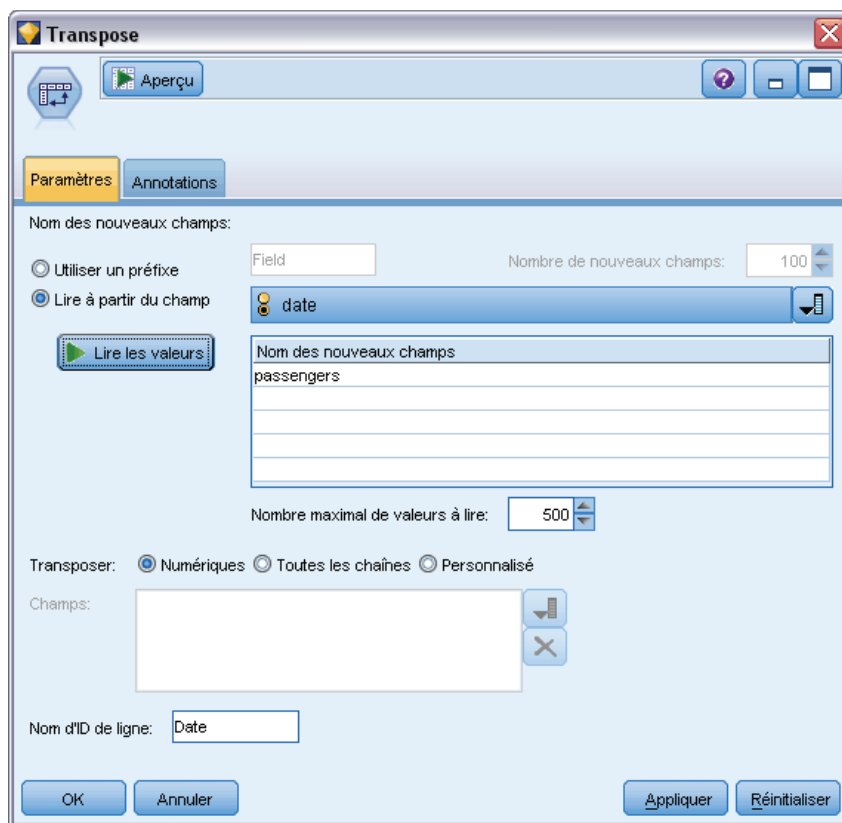 Transpose
Aperçu
Paramètres Annotations
Nom des nouveaux champs:
Utiliser un préfixe Field Nombre de nouveaux champs: 100
Lire à partir du champ date
Lire les valeurs
Nom des nouveaux champs
passengers
Nombre maximal de valeurs à lire: 500
Transposer: Numériques Toutes les chaînes Personnalisé
Champs:
Nom d'ID de ligne: Date
OK Annuler Appliquer Réinitialiser